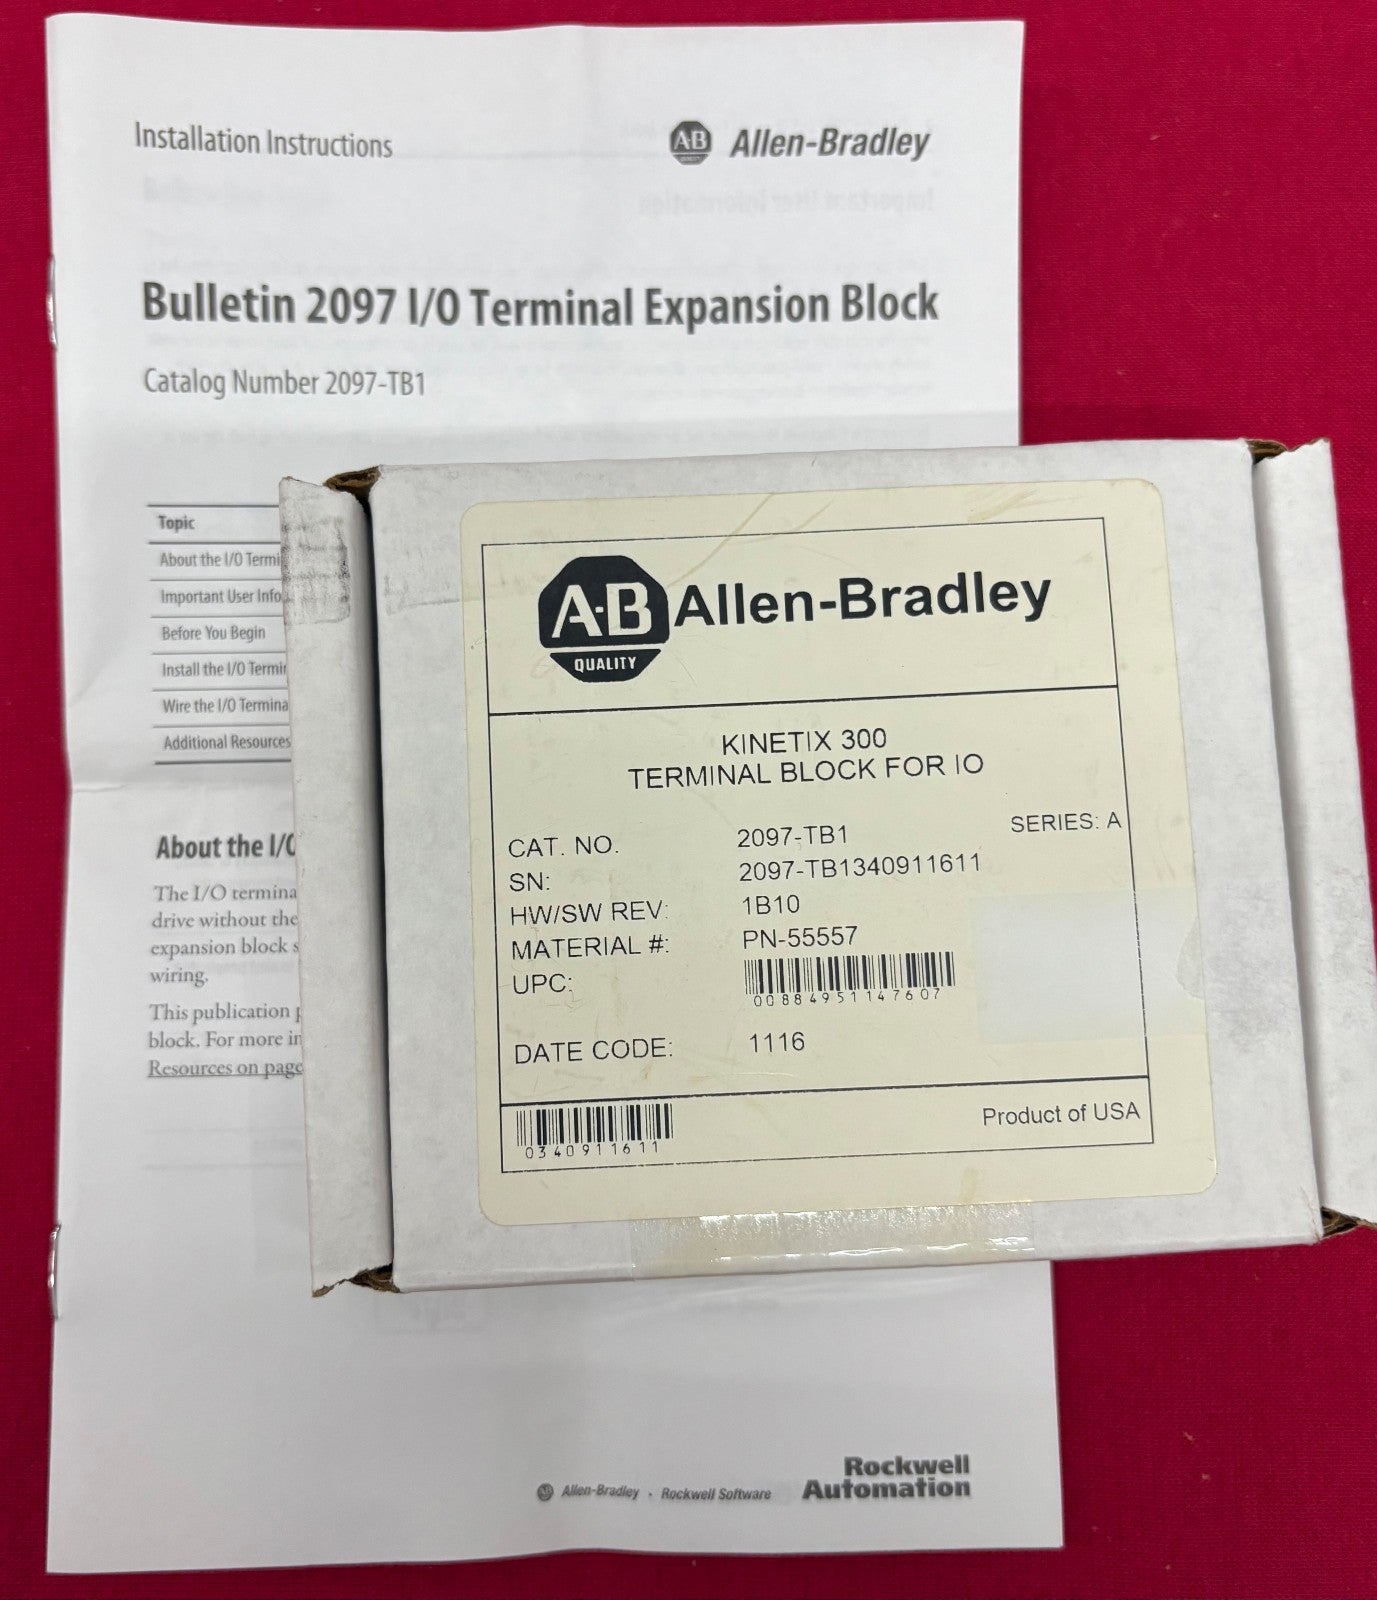 Installation Instructions
AB Allen-Bradley
Bulletin 2097 I/O Terminal Expansion Block
Catalog Number 2097-TB1
Topic
About the I/O Termi
Important User Info
Before You Begin
Install the I/O Termin
Wire the I/O Termina
Additional Resources
About the I/O
The I/O termina
drive without the
expansion block s
wiring.
This publication p
block. For more in
Resources on page
A·B QUALITY Allen-Bradley
KINETIX 300
TERMINAL BLOCK FOR IO
CAT. NO. 2097-TB1 SERIES: A
SN: 2097-TB1340911611
HW/SW REV: 1B10
MATERIAL #: PN-55557
UPC:
00884951147607
DATE CODE: 1116
0340911611
Product of USA
Allen-Bradley · Rockwell Software
Rockwell
Automation